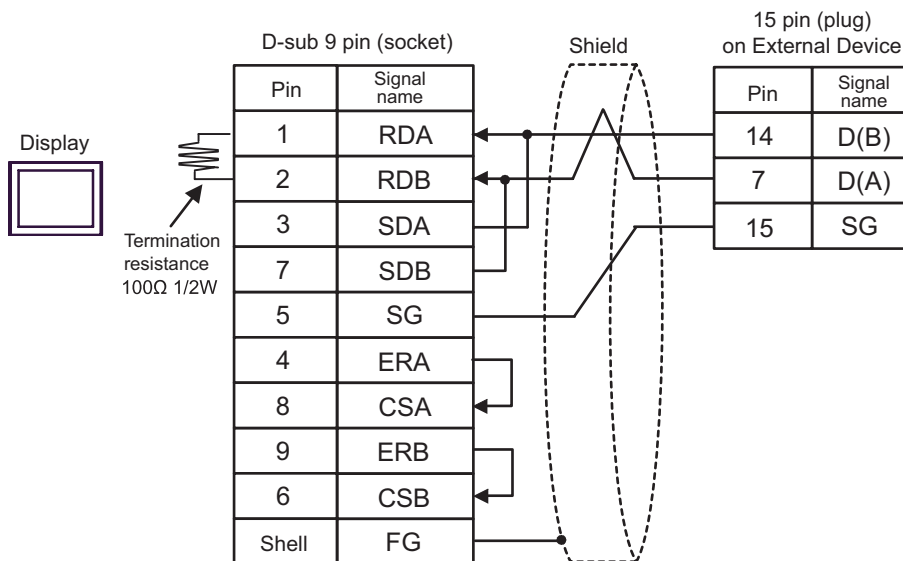 15 pin (plug)
on External Device
D-sub 9 pin (socket)
Shield
Display
Pin
Signal
name
1
RDA
2
RDB
3
SDA
7
SDB
5
SG
4
ERA
8
CSA
9
ERB
6
CSB
Shell
FG
Termination
resistance
100Ω 1/2W
Pin
Signal
name
14
D(B)
7
D(A)
15
SG